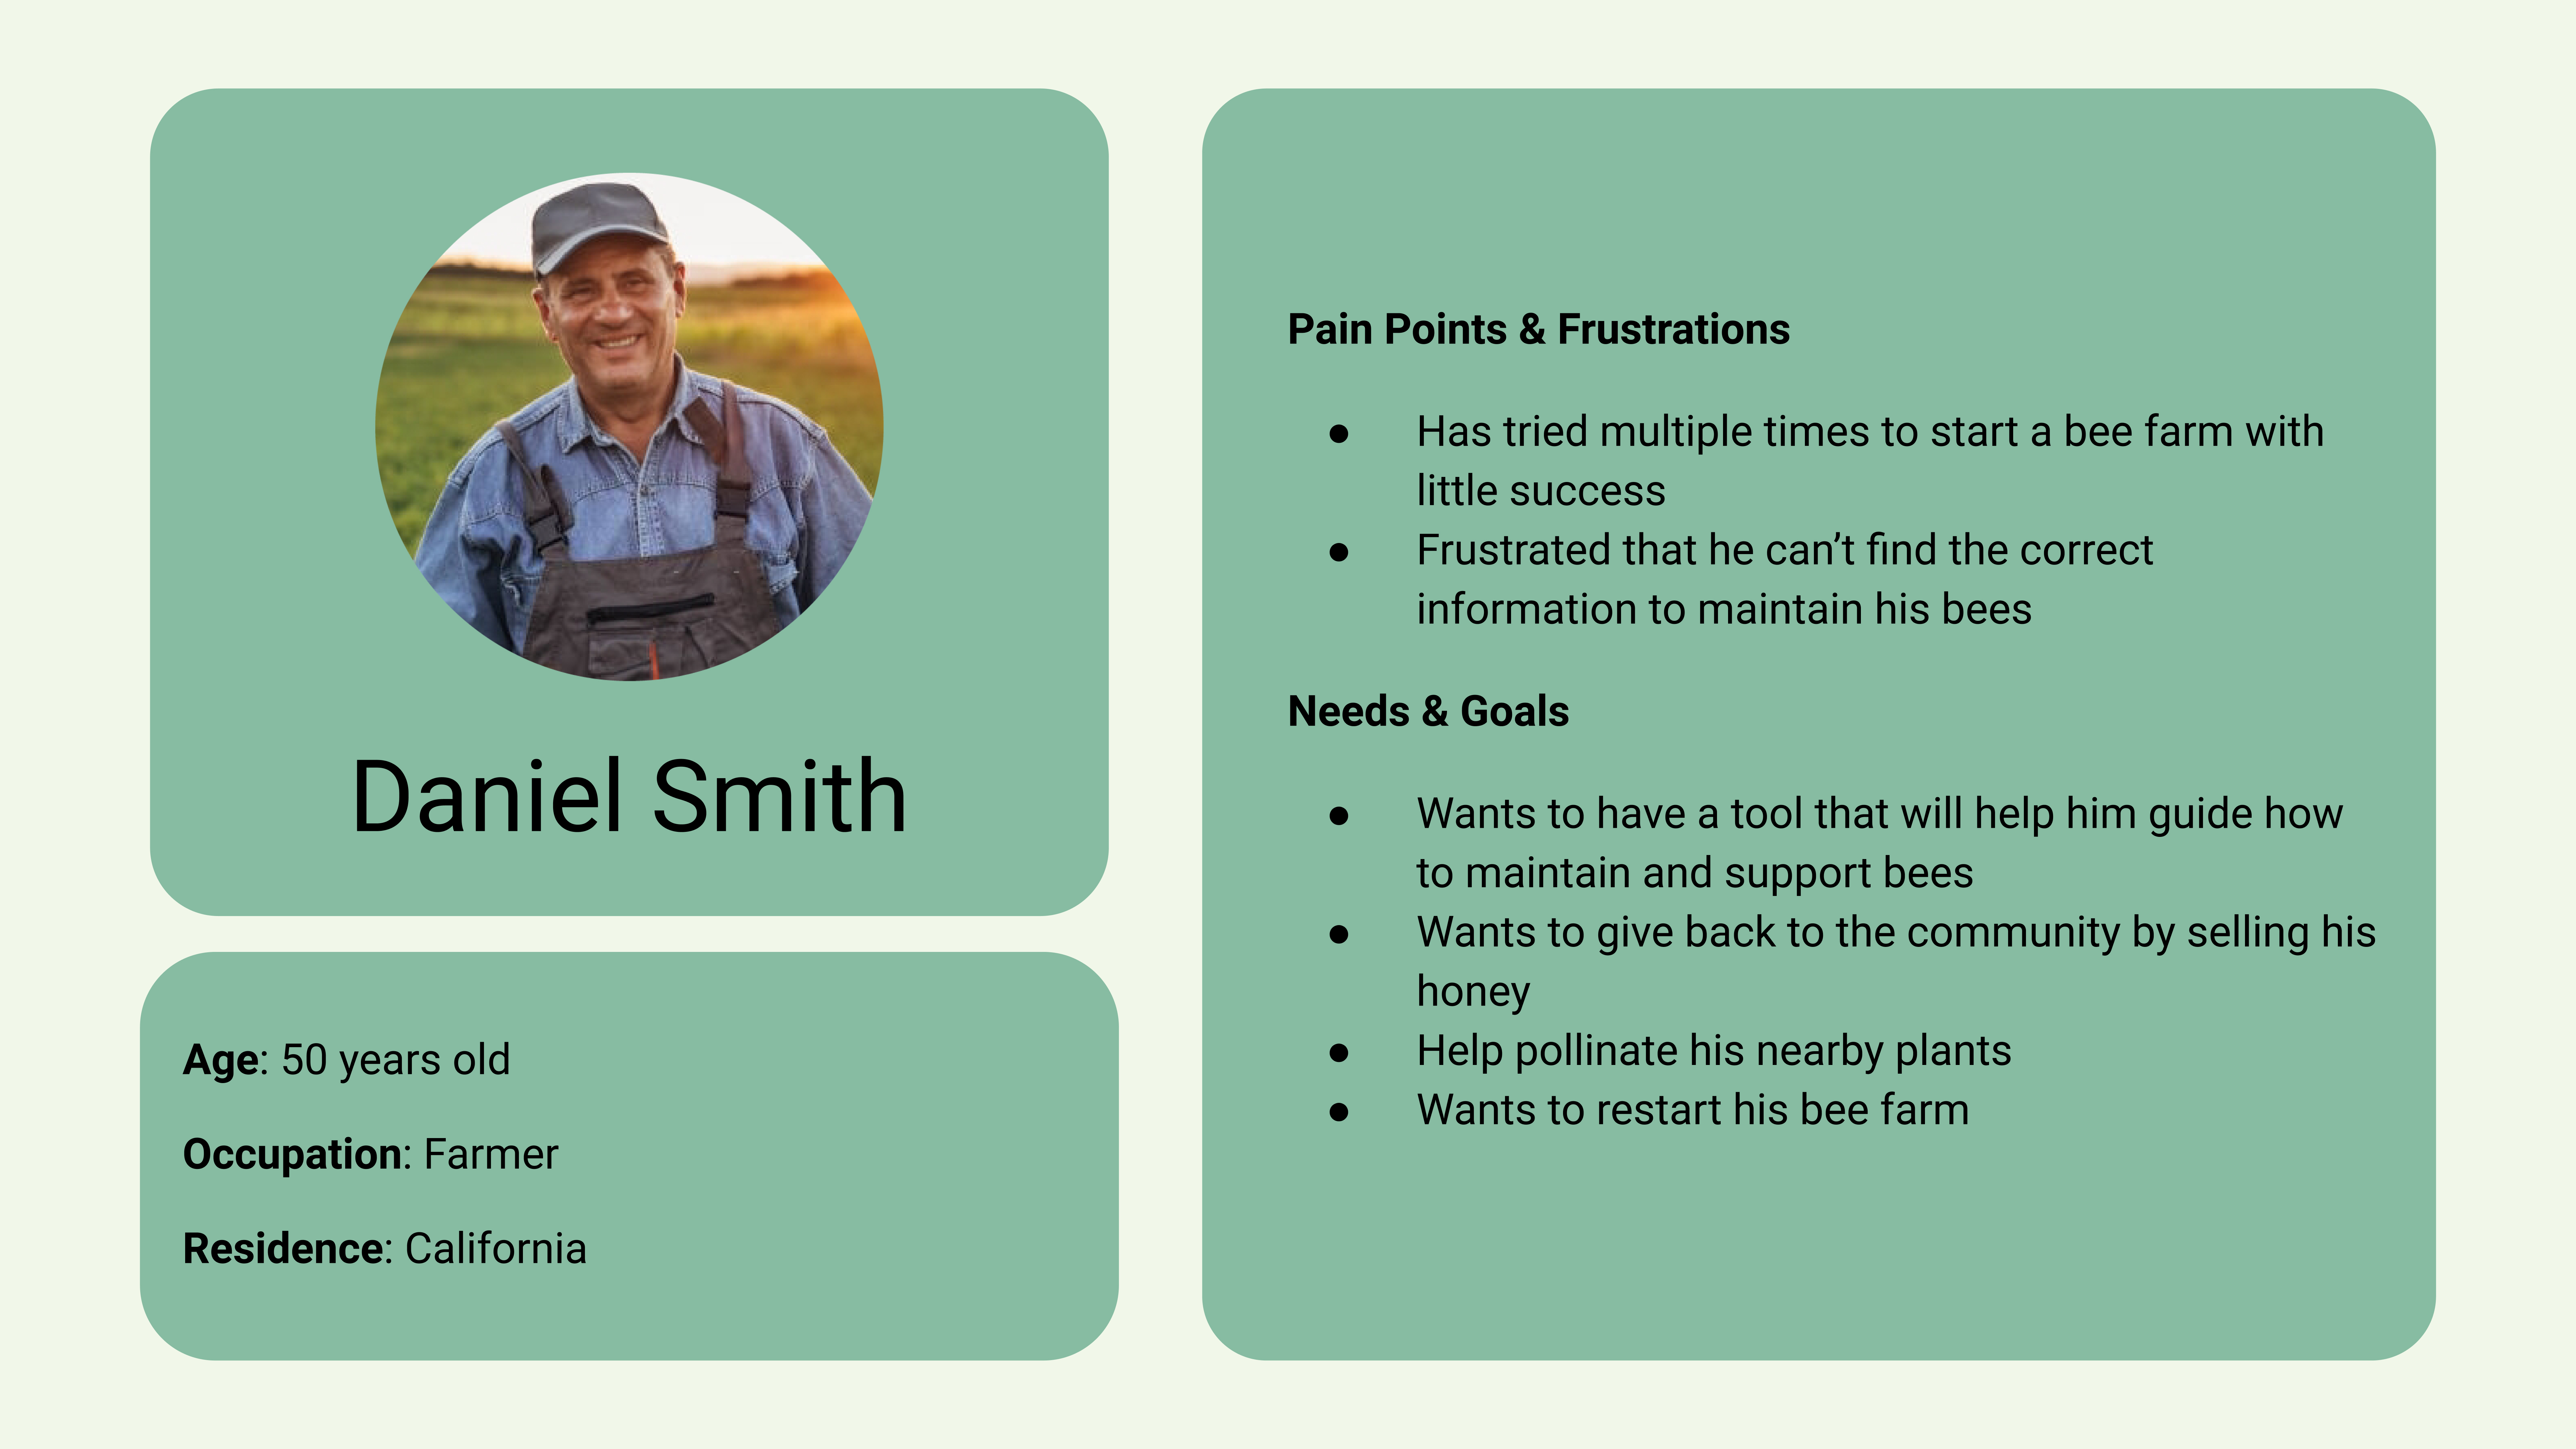 Daniel Smith
Age: 50 years old
Occupation: Farmer
Residence: California
Pain Points & Frustrations
● Has tried multiple times to start a bee farm with
little success
● Frustrated that he can’t find the correct
information to maintain his bees
Needs & Goals
● Wants to have a tool that will help him guide how
to maintain and support bees
● Wants to give back to the community by selling his
honey
● Help pollinate his nearby plants
● Wants to restart his bee farm